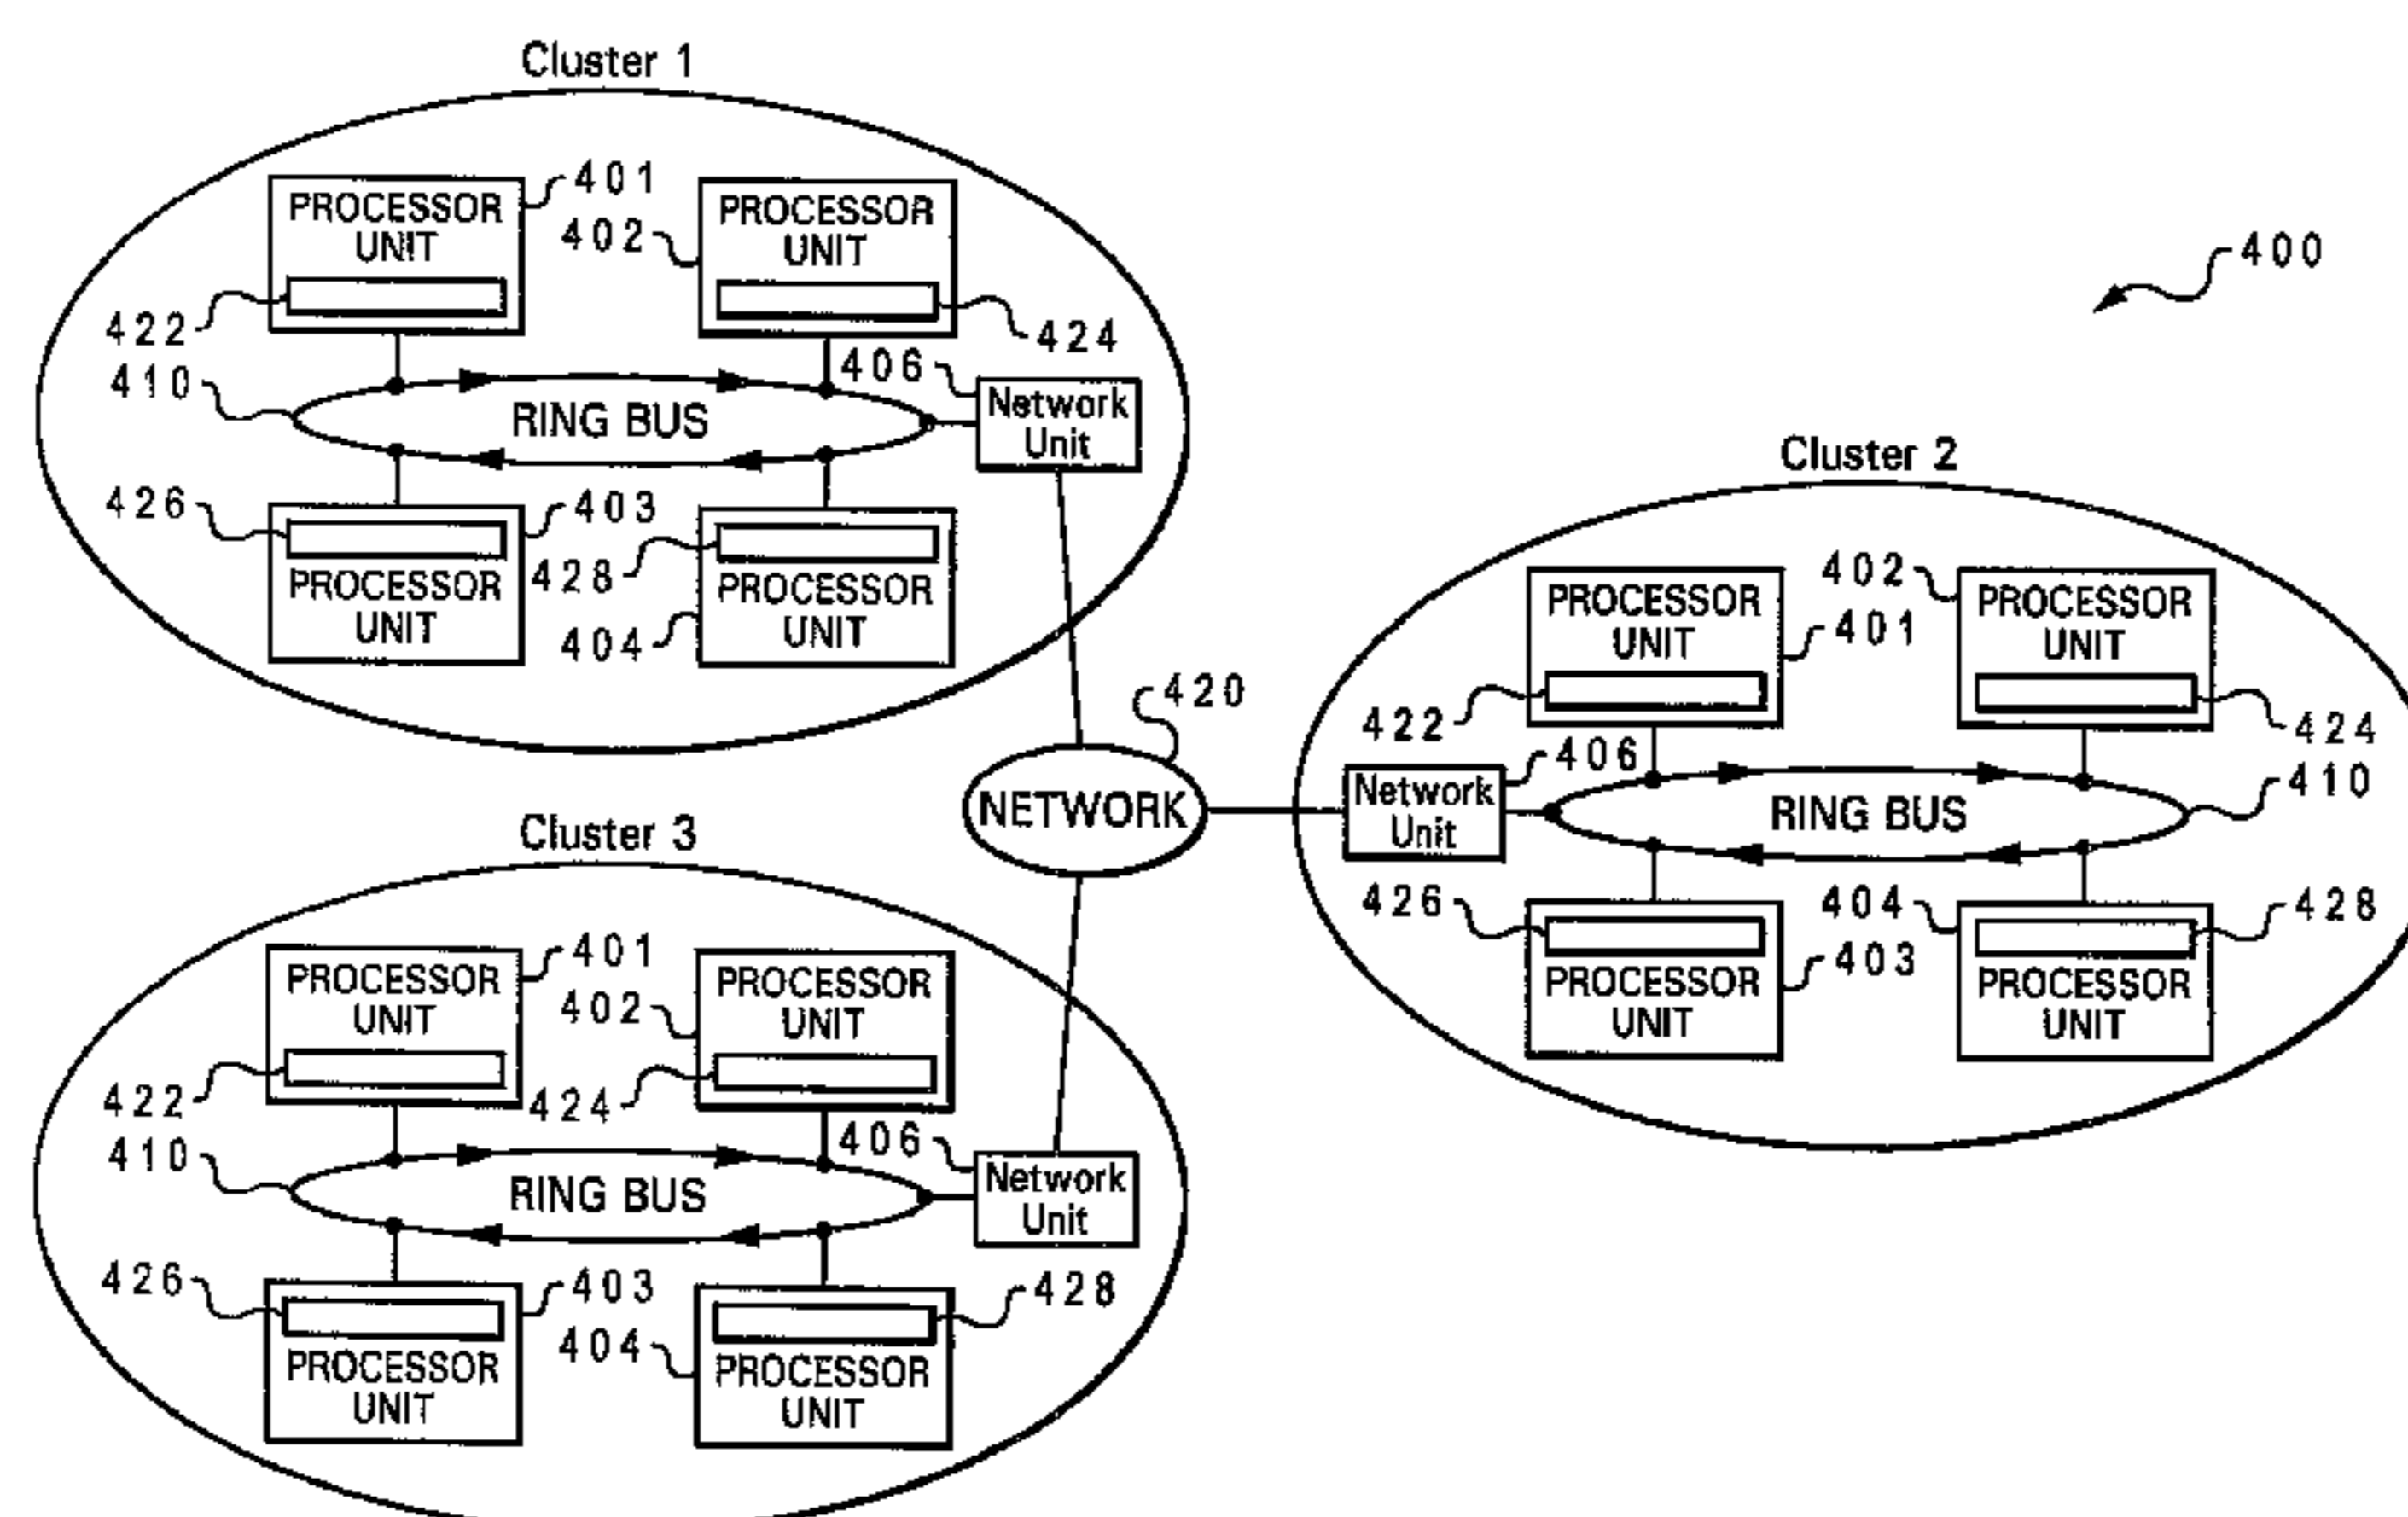 Cluster 1
PROCESSOR
UNIT
401
422
402
PROCESSOR
UNIT
424
410
RING BUS
406
Network
Unit
426
403
PROCESSOR
UNIT
428
404
PROCESSOR
UNIT
400
420
NETWORK
Cluster 2
PROCESSOR
UNIT
401
422
402
PROCESSOR
UNIT
424
406
Network
Unit
RING BUS
410
426
PROCESSOR
UNIT
403
404
428
PROCESSOR
UNIT
Cluster 3
PROCESSOR
UNIT
401
422
402
PROCESSOR
UNIT
424
410
RING BUS
406
Network
Unit
426
403
PROCESSOR
UNIT
404
428
PROCESSOR
UNIT